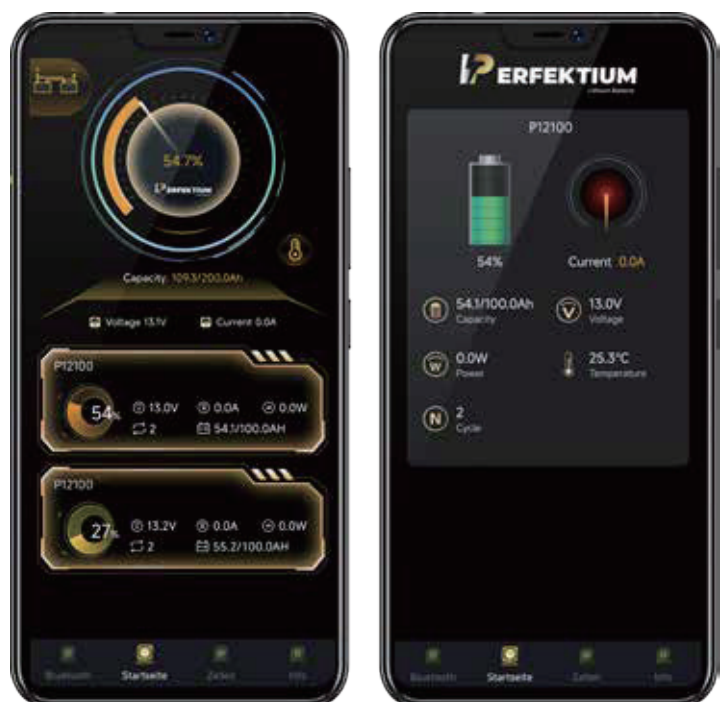 54.7%
PERFEKTIUM
Capacity: 109.3/200.0Ah
Voltage 13.1V
Current 0.0A
P12100
54%
13.0V
0.0A
0.0W
2
54.1/100.0AH
P12100
27%
13.2V
0.0A
0.0W
2
55.2/100.0AH
Bluetooth
Startseite
Zellen
Info
PERFEKTIUM
Lithium Batterie
P12100
54%
Current 0.0A
54.1/100.0Ah
Capacity
V
13.0V
Voltage
W
0.0W
Power
25.3°C
Temperature
N
2
Cycle
Bluetooth
Startseite
Zellen
Info